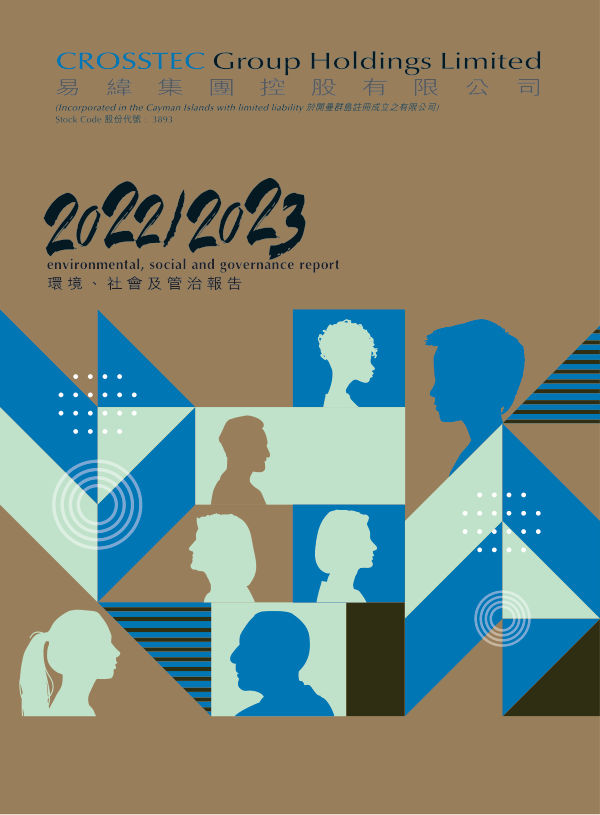 CROSSTEC Group Holdings Limited
易緯集團控股有限公司
(Incorporated in the Cayman Islands with limited liability 於開曼群島註冊成立之有限公司)
Stock Code 股份代號 : 3893
2022/2023
environmental, social and governance report
環境、社會及管治報告